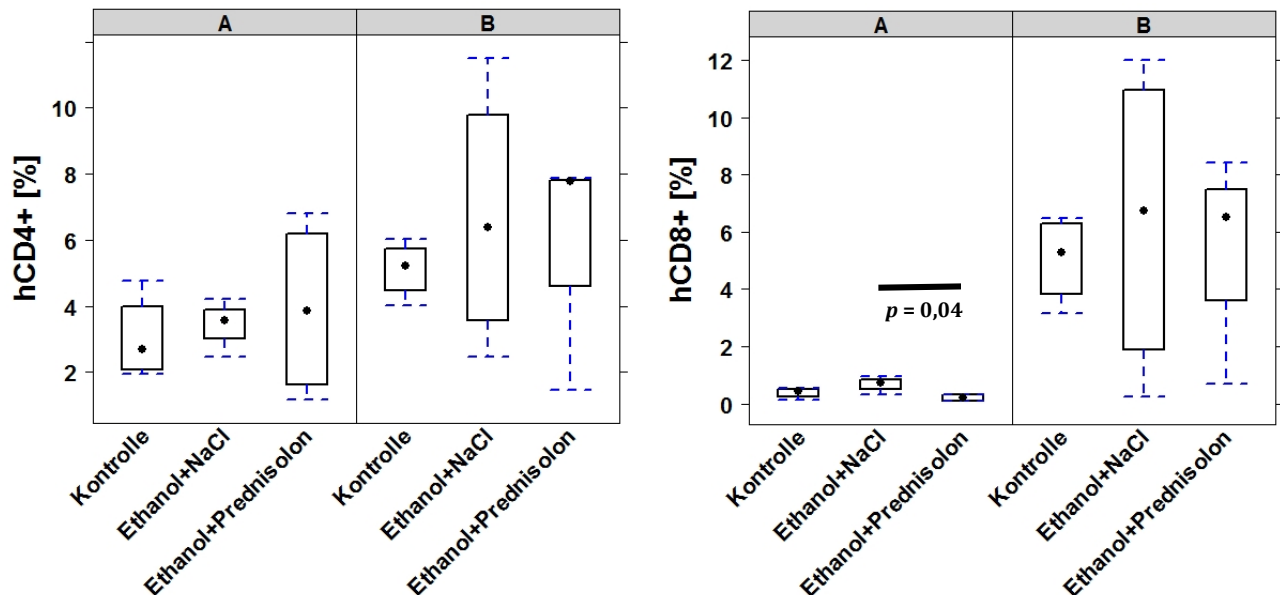 A B
hCD4+ [%]
10
8
6
4
2
Kontrolle
Ethanol+NaCl
Ethanol+Prednisolon
Kontrolle
Ethanol+NaCl
Ethanol+Prednisolon
A B
hCD8+ [%]
12
10
8
6
4
2
0
p = 0,04
Kontrolle
Ethanol+NaCl
Ethanol+Prednisolon
Kontrolle
Ethanol+NaCl
Ethanol+Prednisolon